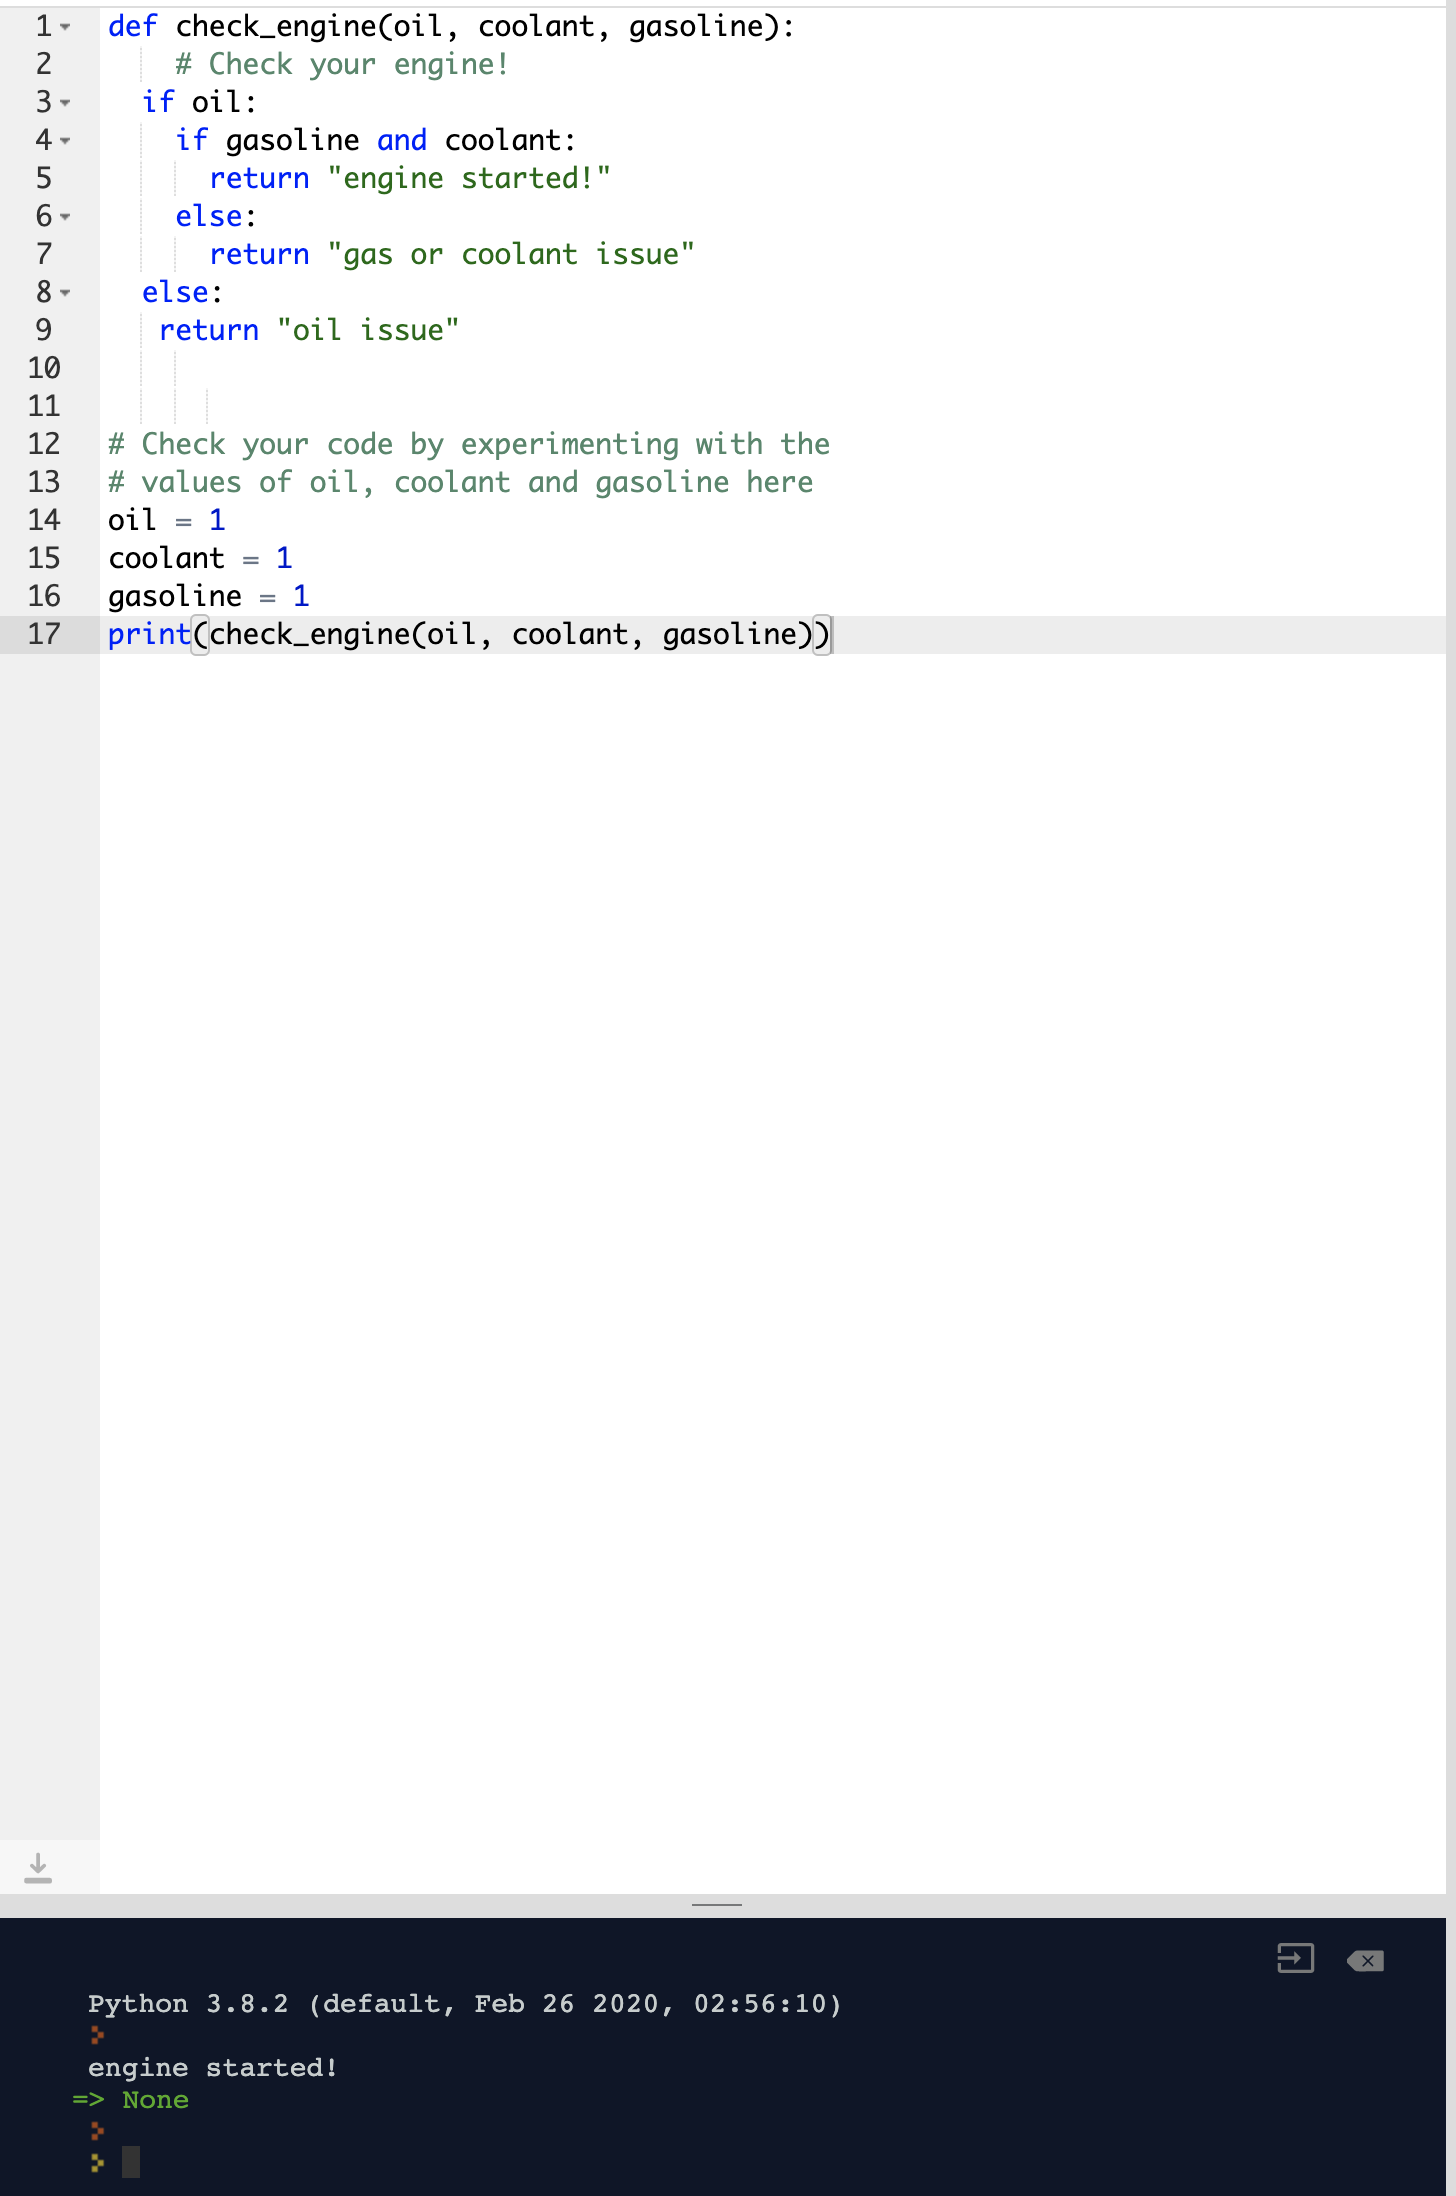 1 def check_engine(oil, coolant, gasoline):
2     # Check your engine!
3   if oil:
4     if gasoline and coolant:
5       return "engine started!"
6     else:
7       return "gas or coolant issue"
8   else:
9    return "oil issue"
10
11
12 # Check your code by experimenting with the
13 # values of oil, coolant and gasoline here
14 oil = 1
15 coolant = 1
16 gasoline = 1
17 print(check_engine(oil, coolant, gasoline))
Python 3.8.2 (default, Feb 26 2020, 02:56:10)
engine started!
=> None